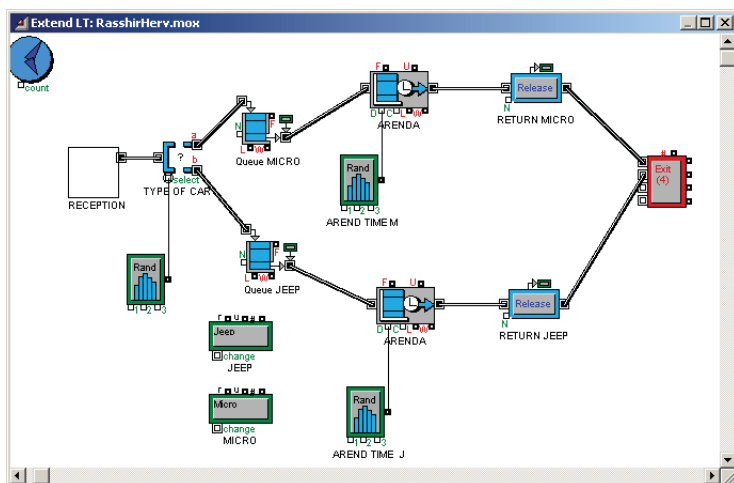 Extend LT: RasshirHerv.mox
count
F U
D C L W
ARENDA
Release
N
RETURN MICRO
a
b
?
select
TYPE OF CAR
N
F
L W
Queue MICRO
RECEPTION
Rand
1 2 3
AREND TIME M
#
Exit
(4)
Rand
1 2 3
N
F
L W
Queue JEEP
F U
D C L W
ARENDA
Release
N
RETURN JEEP
r u g
Jeep
change
JEEP
r u g
Micro
change
MICRO
Rand
1 2 3
AREND TIME J